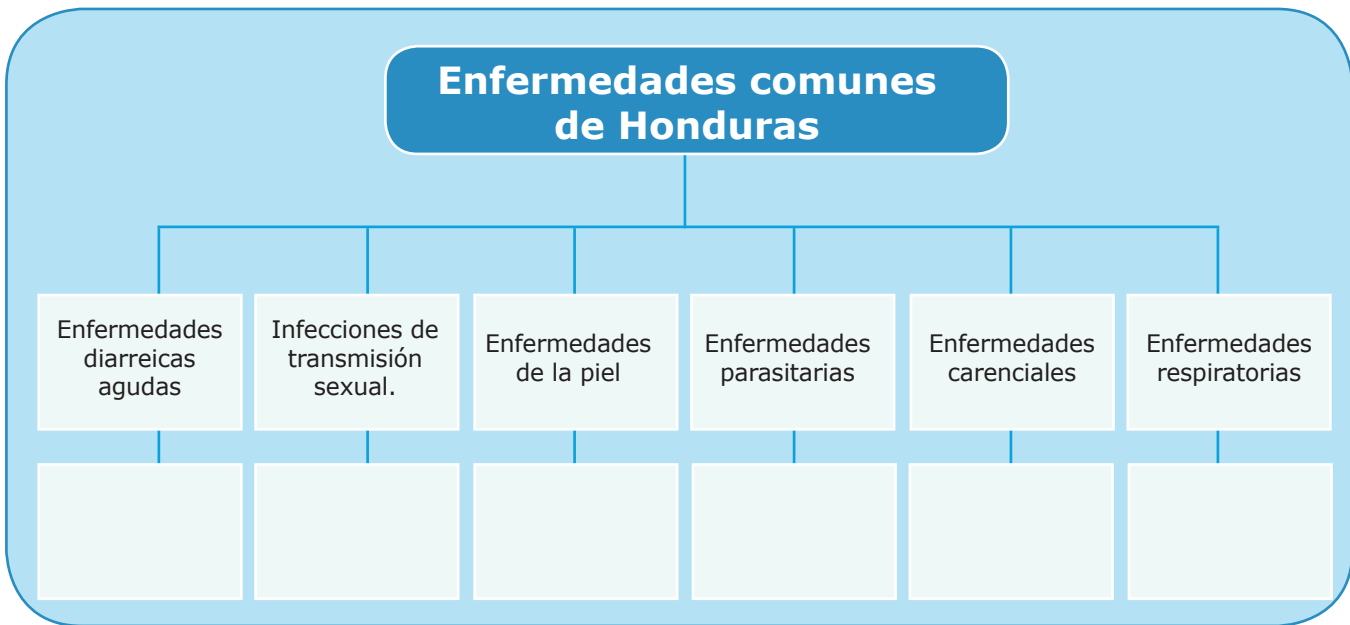 Enfermedades comunes
de Honduras
Enfermedades
diarreicas
agudas
Infecciones de
transmisión
sexual.
Enfermedades
de la piel
Enfermedades
parasitarias
Enfermedades
carenciales
Enfermedades
respiratorias